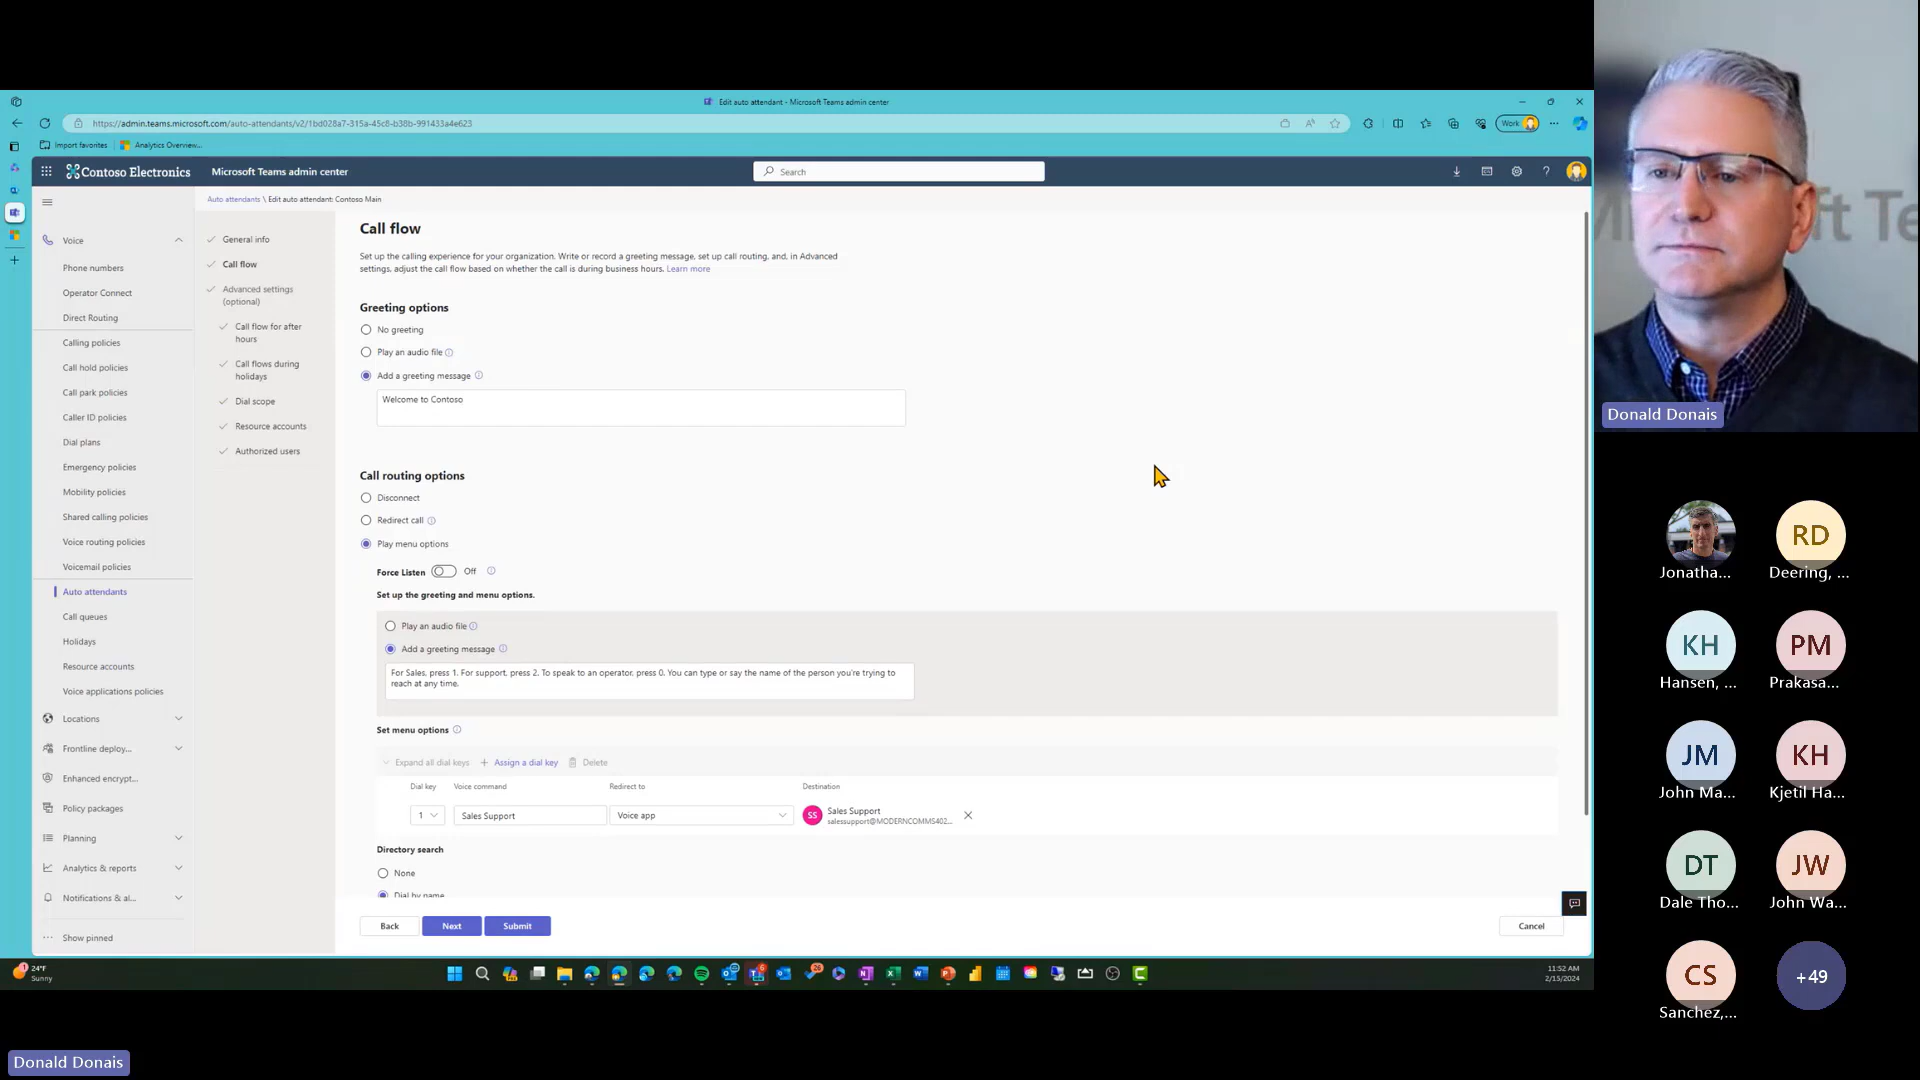 Edit auto attendant - Microsoft Teams admin center
https://admin.teams.microsoft.com/auto-attendants/v2/1bd028a7-315a-45c8-b38b-991433a4e623
Work
Import favorites
Analytics Overview...
Contoso Electronics
Microsoft Teams admin center
Search
?
Auto attendants \ Edit auto attendant: Contoso Main
Voice
Phone numbers
Operator Connect
Direct Routing
Calling policies
Call hold policies
Call park policies
Caller ID policies
Dial plans
Emergency policies
Mobility policies
Shared calling policies
Voice routing policies
Voicemail policies
Auto attendants
Call queues
Holidays
Resource accounts
Voice applications policies
Locations
Frontline deploy...
Enhanced encrypt...
Policy packages
Planning
Analytics & reports
Notifications & al...
Show pinned
General info
Call flow
Advanced settings
(optional)
Call flow for after
hours
Call flows during
holidays
Dial scope
Resource accounts
Authorized users
Call flow
Set up the calling experience for your organization. Write or record a greeting message, set up call routing, and, in Advanced
settings, adjust the call flow based on whether the call is during business hours. Learn more
Greeting options
No greeting
Play an audio file
Add a greeting message
Welcome to Contoso
Call routing options
Disconnect
Redirect call
Play menu options
Force Listen Off
Set up the greeting and menu options.
Play an audio file
Add a greeting message
For Sales, press 1. For support, press 2. To speak to an operator, press 0. You can type or say the name of the person you're trying to
reach at any time.
Set menu options
Expand all dial keys + Assign a dial key Delete
Dial key Voice command Redirect to Destination
1 Sales Support Voice app SS Sales Support
salessupport@MODERNCOMMS402...
Directory search
None
Dial by name
Back Next Submit Cancel
24°F
Sunny
11:52 AM
2/15/2024
Donald Donais
Donald Donais
Jonatha...
RD
Deering, ...
KH
Hansen, ...
PM
Prakasa...
JM
John Ma...
KH
Kjetil Ha...
DT
Dale Tho...
JW
John Wa...
CS
Sanchez,...
+49